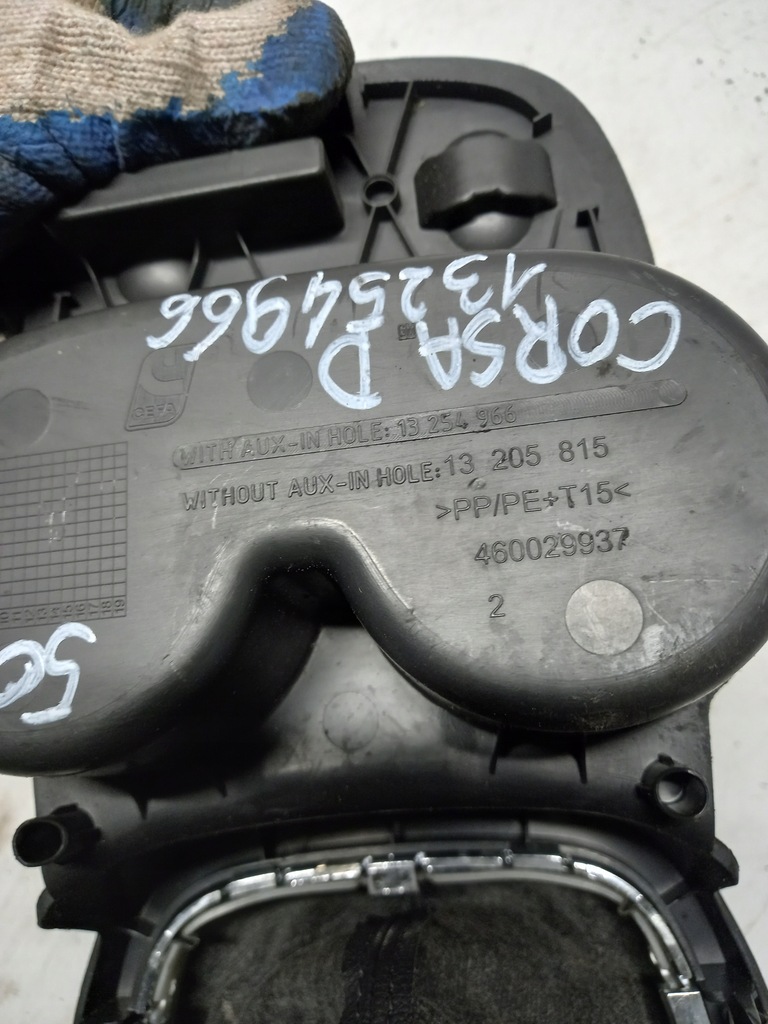 13254966
CORSA D
WITH AUX-IN HOLE: 13 254 966
WITHOUT AUX-IN HOLE: 13 205 815
>PP/PE+T15<
460029937
2
50